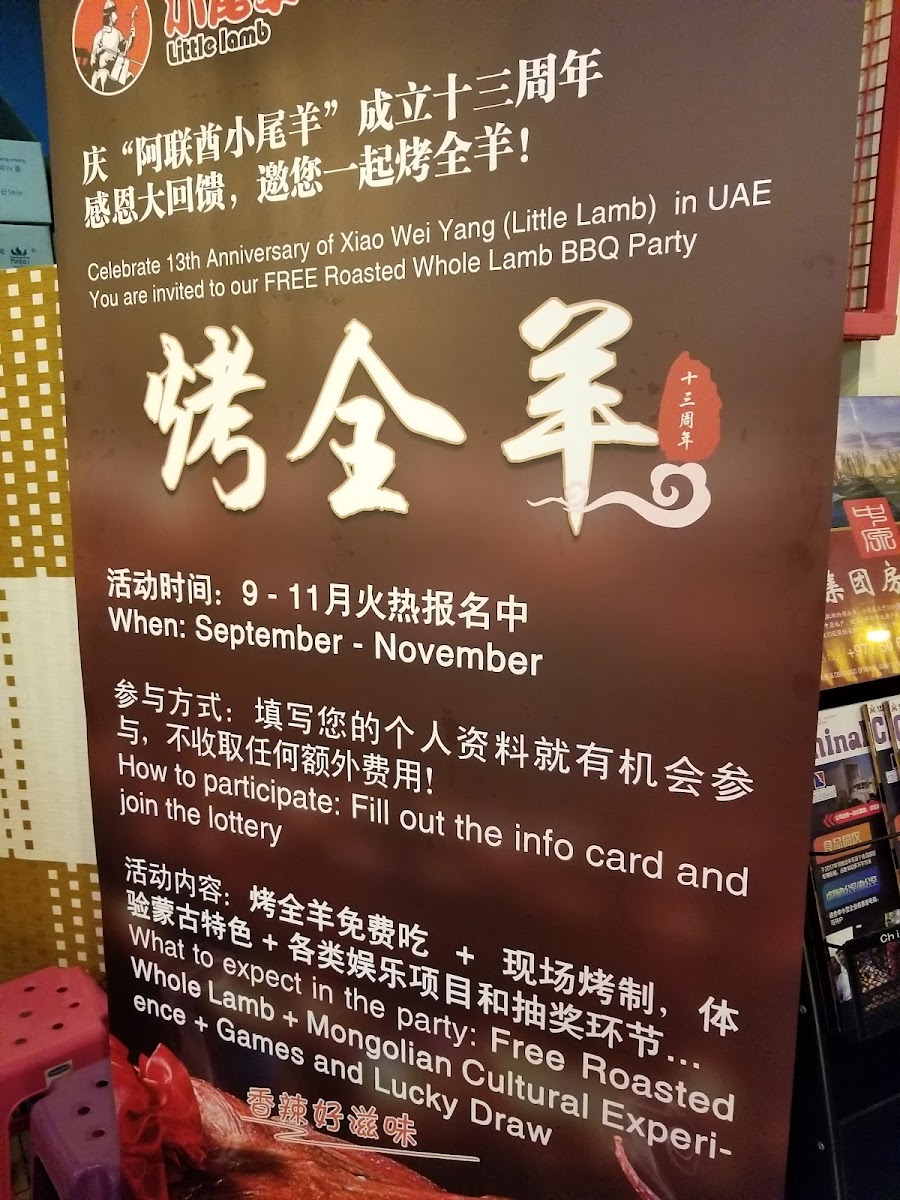 Little lamb
庆“阿联酋小尾羊”成立十三周年
感恩大回馈，邀您一起烤全羊！
Celebrate 13th Anniversary of Xiao Wei Yang (Little Lamb) in UAE
You are invited to our FREE Roasted Whole Lamb BBQ Party
烤全羊
十三周年
活动时间：9 - 11月火热报名中
When: September - November
参与方式：填写您的个人资料就有机会参
与，不收取任何额外费用！
How to participate: Fill out the info card and
join the lottery
活动内容：烤全羊免费吃 + 现场烤制，体
验蒙古特色 + 各类娱乐项目和抽奖环节...
What to expect in the party: Free Roasted
Whole Lamb + Mongolian Cultural Experi-
ence + Games and Lucky Draw
香辣好滋味
集团房
食品园区